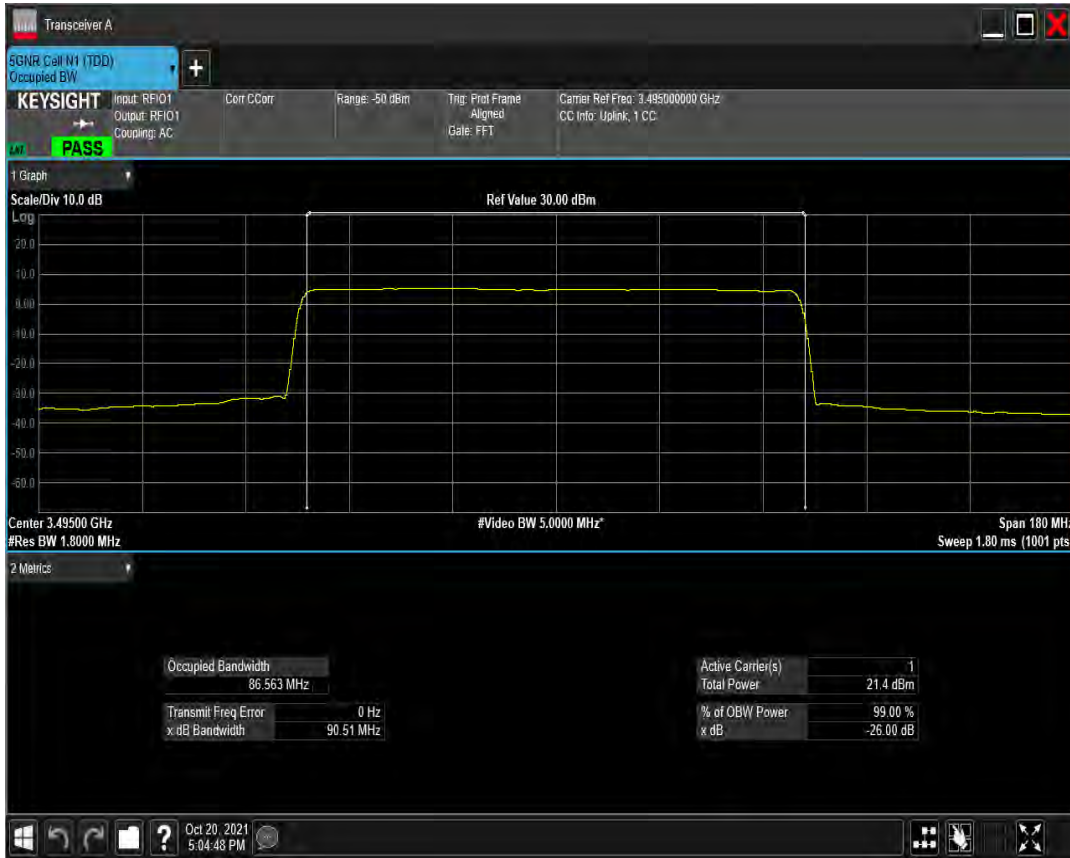 Transceiver A
5GNR Cell N1 (TDD)
Occupied BW
+
KEYSIGHT
Input: RFIO1
Output: RFIO1
Coupling: AC
Corr CCorr
Range: -50 dBm
Trig: Prot Frame
Aligned
Gate: FFT
Carrier Ref Freq: 3.495000000 GHz
CC Info: Uplink, 1 CC
PASS
1 Graph
Scale/Div 10.0 dB
Ref Value 30.00 dBm
Log
20.0
10.0
0.00
-10.0
-20.0
-30.0
-40.0
-50.0
-60.0
Center 3.49500 GHz
#Video BW 5.0000 MHz*
Span 180 MHz
#Res BW 1.8000 MHz
Sweep 1.80 ms (1001 pts
2 Metrics
Occupied Bandwidth
86.563 MHz
Transmit Freq Error 0 Hz
x dB Bandwidth 90.51 MHz
Active Carrier(s) 1
Total Power 21.4 dBm
% of OBW Power 99.00 %
x dB -26.00 dB
?
Oct 20, 2021
5:04:48 PM